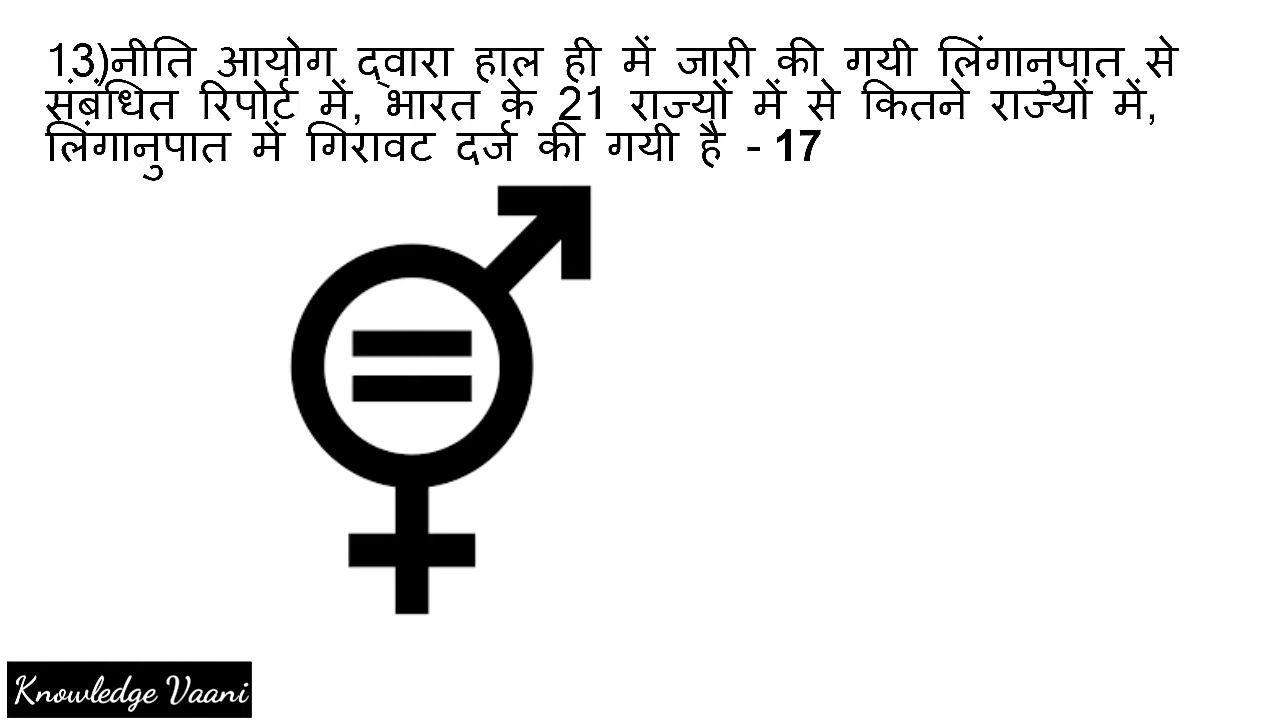 13)नीति आयोग द्वारा हाल ही में जारी की गयी लिंगानुपात से
संबंधित रिपोर्ट में, भारत के 21 राज्यों में से कितने राज्यों में,
लिंगानुपात में गिरावट दर्ज की गयी है - 17
Knowledge Vaani